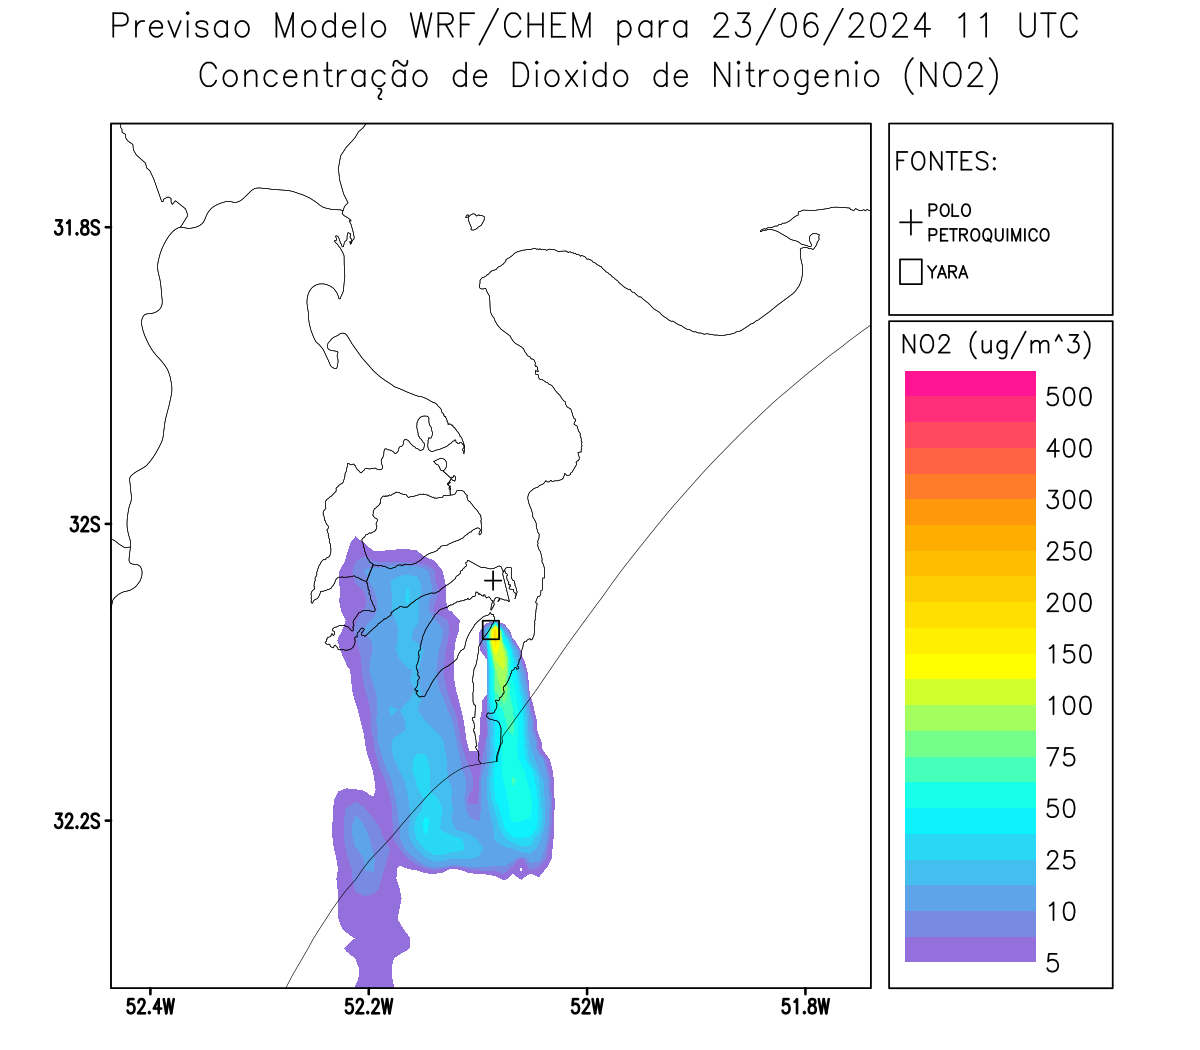 Previsao Modelo WRF/CHEM para 23/06/2024 11 UTC
Concentração de Dioxido de Nitrogenio (NO2)
FONTES:
POLO
PETROQUIMICO
YARA
NO2 (ug/m^3)
500
400
300
250
200
150
100
75
50
25
10
5
31.8S
32S
32.2S
52.4W
52.2W
52W
51.8W